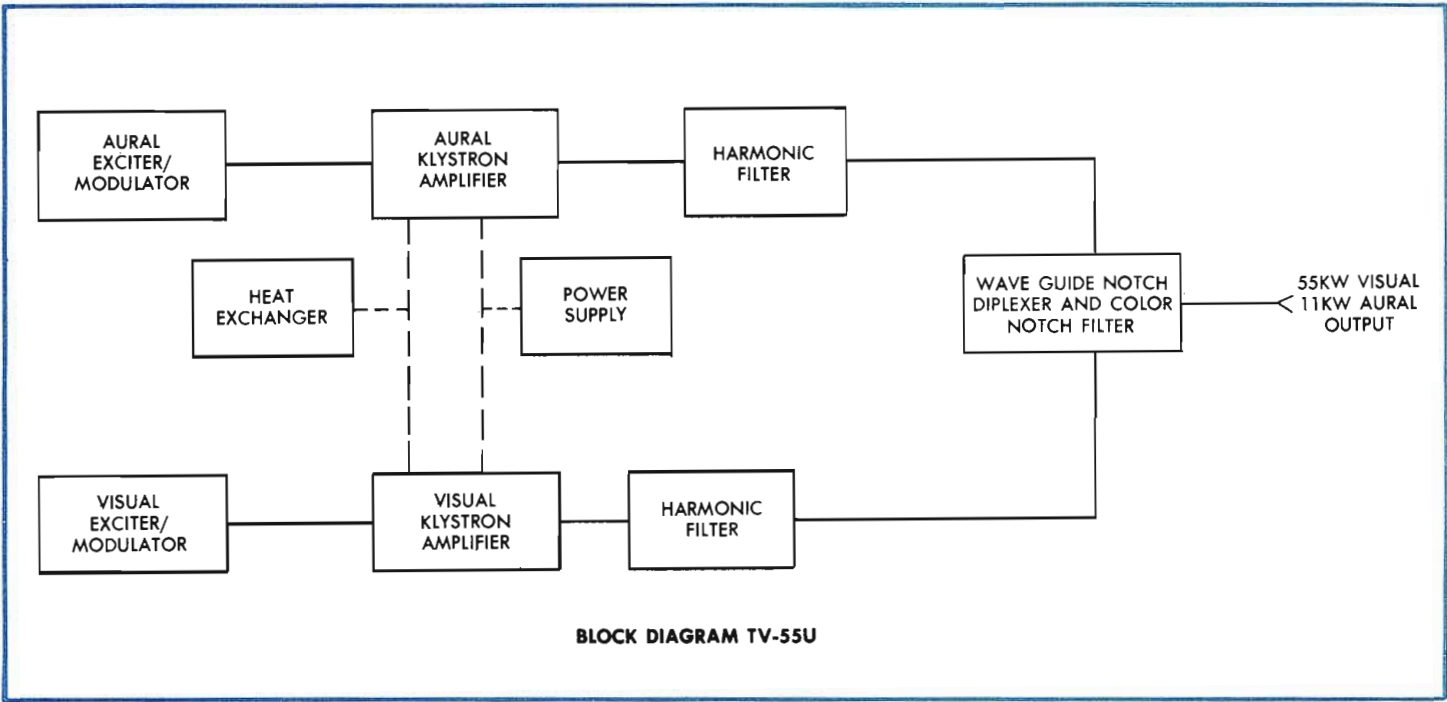 AURAL
EXCITER/
MODULATOR
AURAL
KLYSTRON
AMPLIFIER
HARMONIC
FILTER
HEAT
EXCHANGER
POWER
SUPPLY
WAVE GUIDE NOTCH
DIPLEXER AND COLOR
NOTCH FILTER
55KW VISUAL
11KW AURAL
OUTPUT
VISUAL
EXCITER/
MODULATOR
VISUAL
KLYSTRON
AMPLIFIER
HARMONIC
FILTER
BLOCK DIAGRAM TV-55U